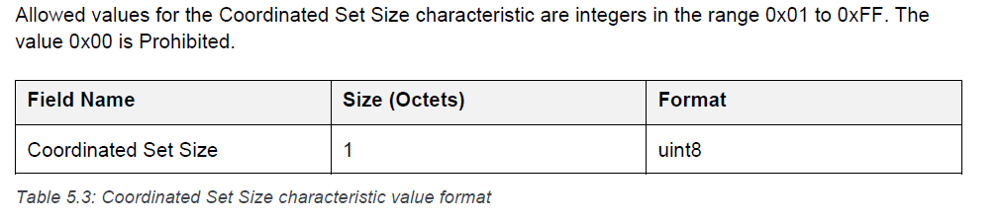 Allowed values for the Coordinated Set Size characteristic are integers in the range 0x01 to 0xFF. The
value 0x00 is Prohibited.
Field Name Size (Octets) Format
Coordinated Set Size 1 uint8
Table 5.3: Coordinated Set Size characteristic value format